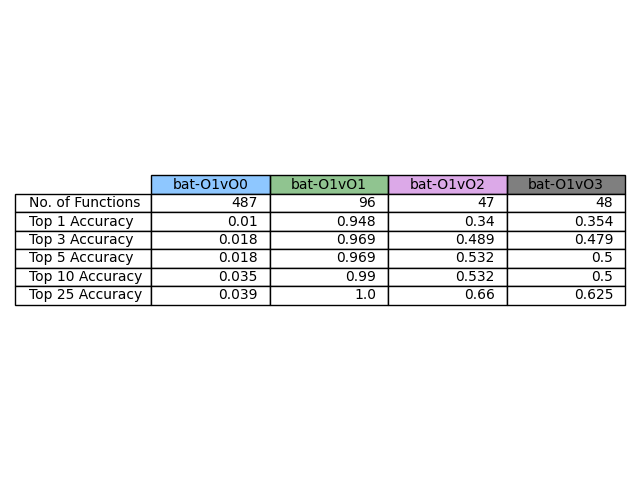 bat-O1vO0 bat-O1vO1 bat-O1vO2 bat-O1vO3
No. of Functions 487 96 47 48
Top 1 Accuracy 0.01 0.948 0.34 0.354
Top 3 Accuracy 0.018 0.969 0.489 0.479
Top 5 Accuracy 0.018 0.969 0.532 0.5
Top 10 Accuracy 0.035 0.99 0.532 0.5
Top 25 Accuracy 0.039 1.0 0.66 0.625